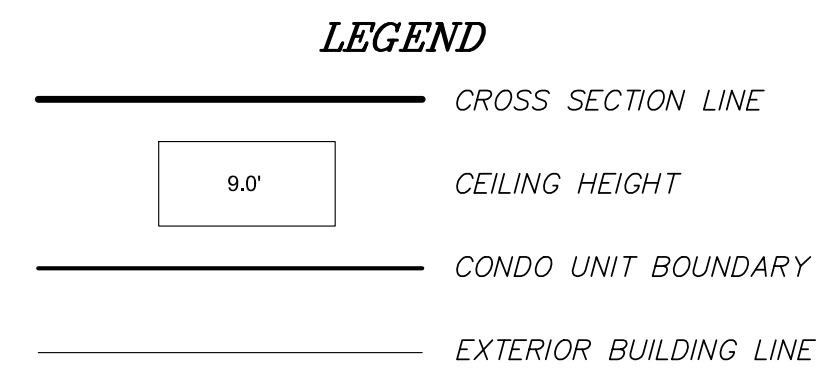 LEGEND
CROSS SECTION LINE
9.0' CEILING HEIGHT
CONDO UNIT BOUNDARY
EXTERIOR BUILDING LINE